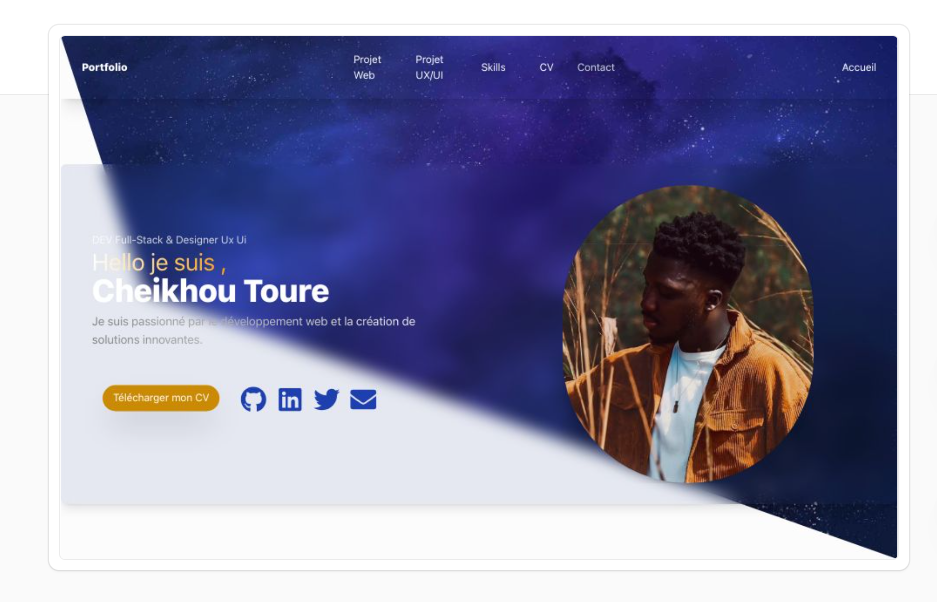 Portfolio
Projet
Web
Projet
UX/UI
Skills
CV
Contact
Accueil
DEV Full-Stack & Designer Ux Ui
Hello je suis ,
Cheikhou Toure
Je suis passionné par le développement web et la création de
solutions innovantes.
Télécharger mon CV